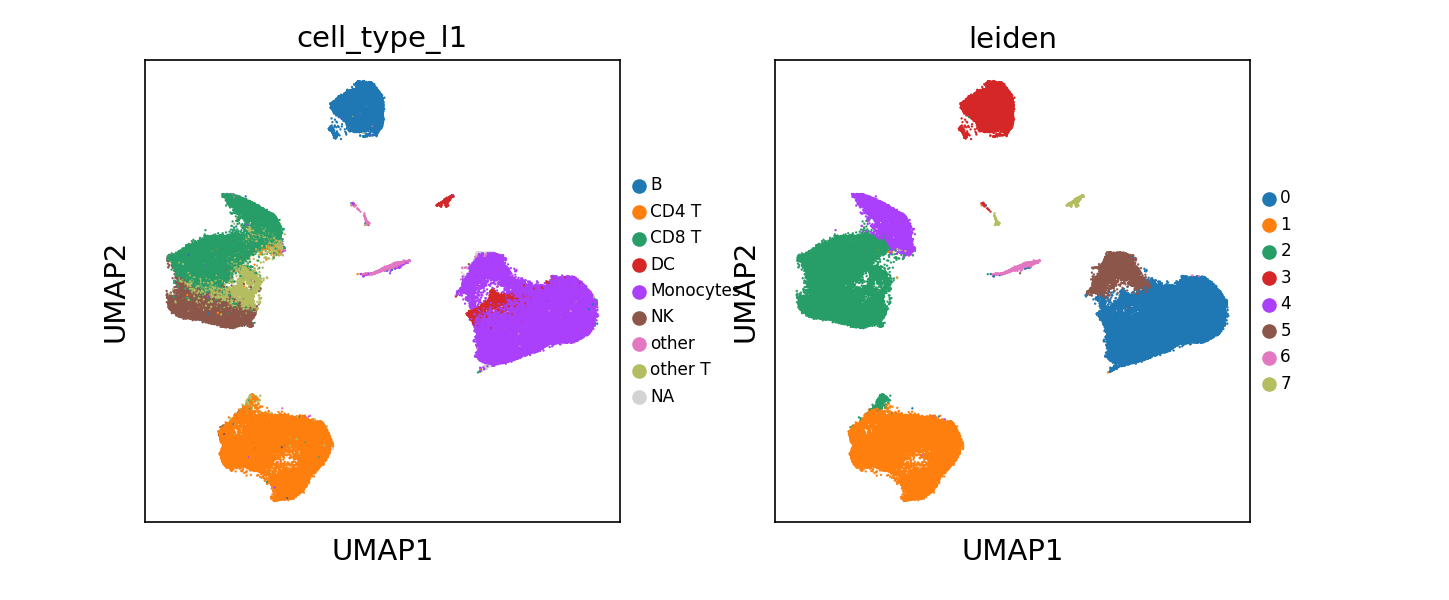 cell_type_l1
UMAP2
UMAP1
B
CD4 T
CD8 T
DC
Monocytes
NK
other
other T
NA
leiden
UMAP2
UMAP1
0
1
2
3
4
5
6
7